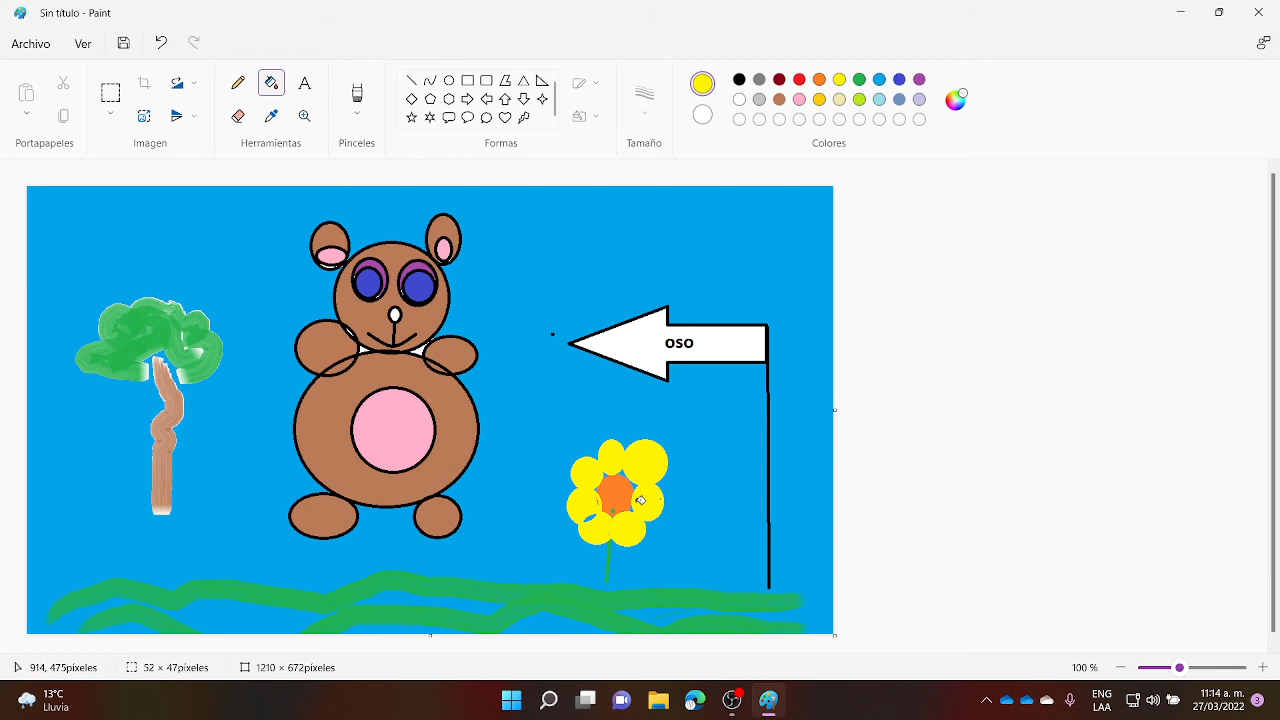 Sin título - Paint
Archivo Ver
Portapapeles Imagen Herramientas Pinceles Formas Tamaño Colores
oso
914, 475píxeles 52 × 47píxeles 1210 × 672píxeles 100 %
13°C
Lluvia
ENG
LAA
11:14 a. m.
27/03/2022
3